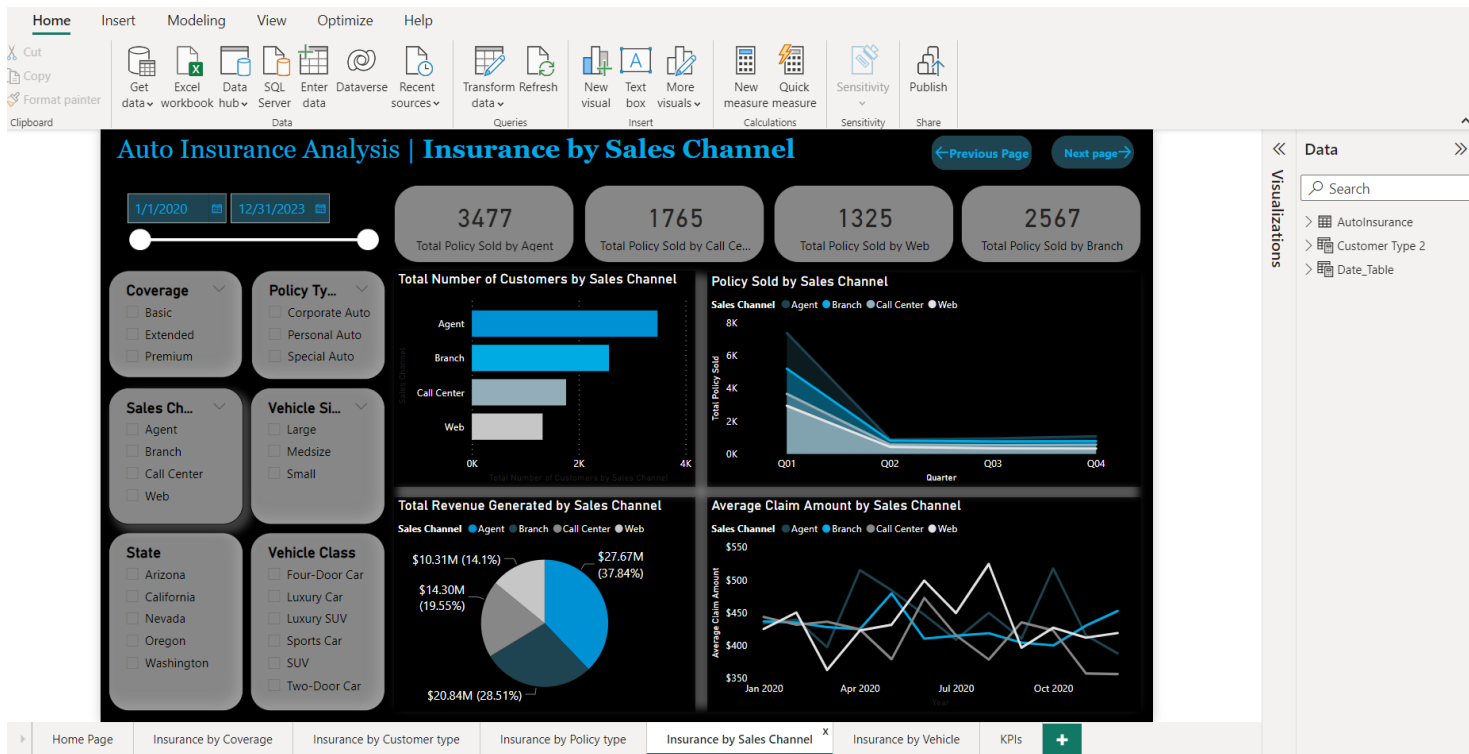 Home Insert Modeling View Optimize Help
Cut
Copy
Format painter
Clipboard
Get data
Excel workbook
Data hub
SQL Server
Enter data
Dataverse
Recent sources
Data
Transform data
Refresh
Queries
New visual
Text box
More visuals
Insert
New measure
Quick measure
Calculations
Sensitivity
Sensitivity
Publish
Share
Auto Insurance Analysis | Insurance by Sales Channel
←Previous Page
Next page→
1/1/2020 12/31/2023
3477
Total Policy Sold by Agent
1765
Total Policy Sold by Call Ce...
1325
Total Policy Sold by Web
2567
Total Policy Sold by Branch
Coverage
Basic
Extended
Premium
Policy Ty...
Corporate Auto
Personal Auto
Special Auto
Sales Ch...
Agent
Branch
Call Center
Web
Vehicle Si...
Large
Medsize
Small
State
Arizona
California
Nevada
Oregon
Washington
Vehicle Class
Four-Door Car
Luxury Car
Luxury SUV
Sports Car
SUV
Two-Door Car
Total Number of Customers by Sales Channel
Sales Channel
Agent
Branch
Call Center
Web
0K 2K 4K
Total Number of Customers by Sales Channel
Policy Sold by Sales Channel
Sales Channel Agent Branch Call Center Web
Total Policy Sold
8K
6K
4K
2K
0K
Q01 Q02 Q03 Q04
Quarter
Total Revenue Generated by Sales Channel
Sales Channel Agent Branch Call Center Web
$10.31M (14.1%)
$27.67M
(37.84%)
$14.30M
(19.55%)
$20.84M (28.51%)
Average Claim Amount by Sales Channel
Sales Channel Agent Branch Call Center Web
Average Claim Amount
$550
$500
$450
$400
$350
Jan 2020 Apr 2020 Jul 2020 Oct 2020
Year
Visualizations
Data
Search
AutoInsurance
Customer Type 2
Date_Table
Home Page Insurance by Coverage Insurance by Customer type Insurance by Policy type Insurance by Sales Channel X Insurance by Vehicle KPIs +